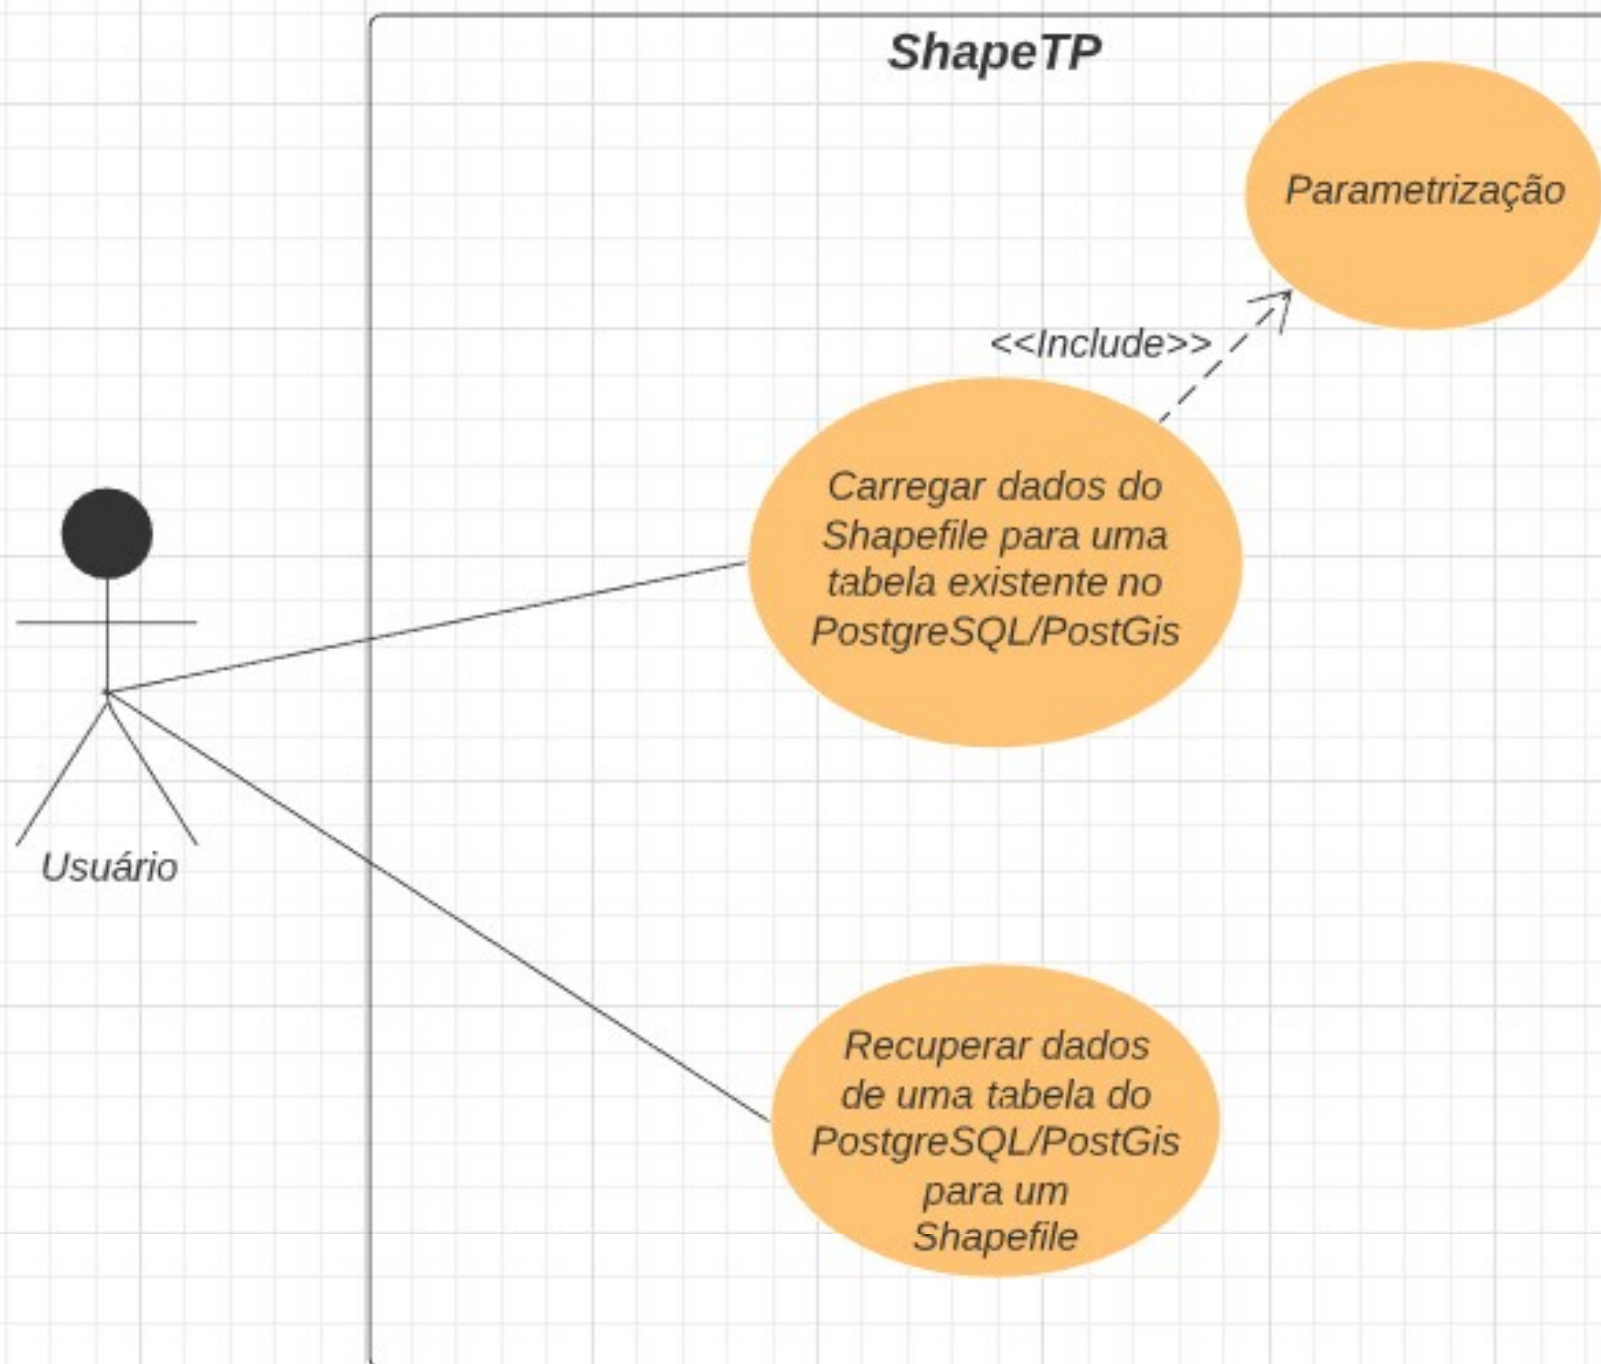 ShapeTP
Parametrização
<<Include>>
Carregar dados do
Shapefile para uma
tabela existente no
PostgreSQL/PostGis
Usuário
Recuperar dados
de uma tabela do
PostgreSQL/PostGis
para um
Shapefile